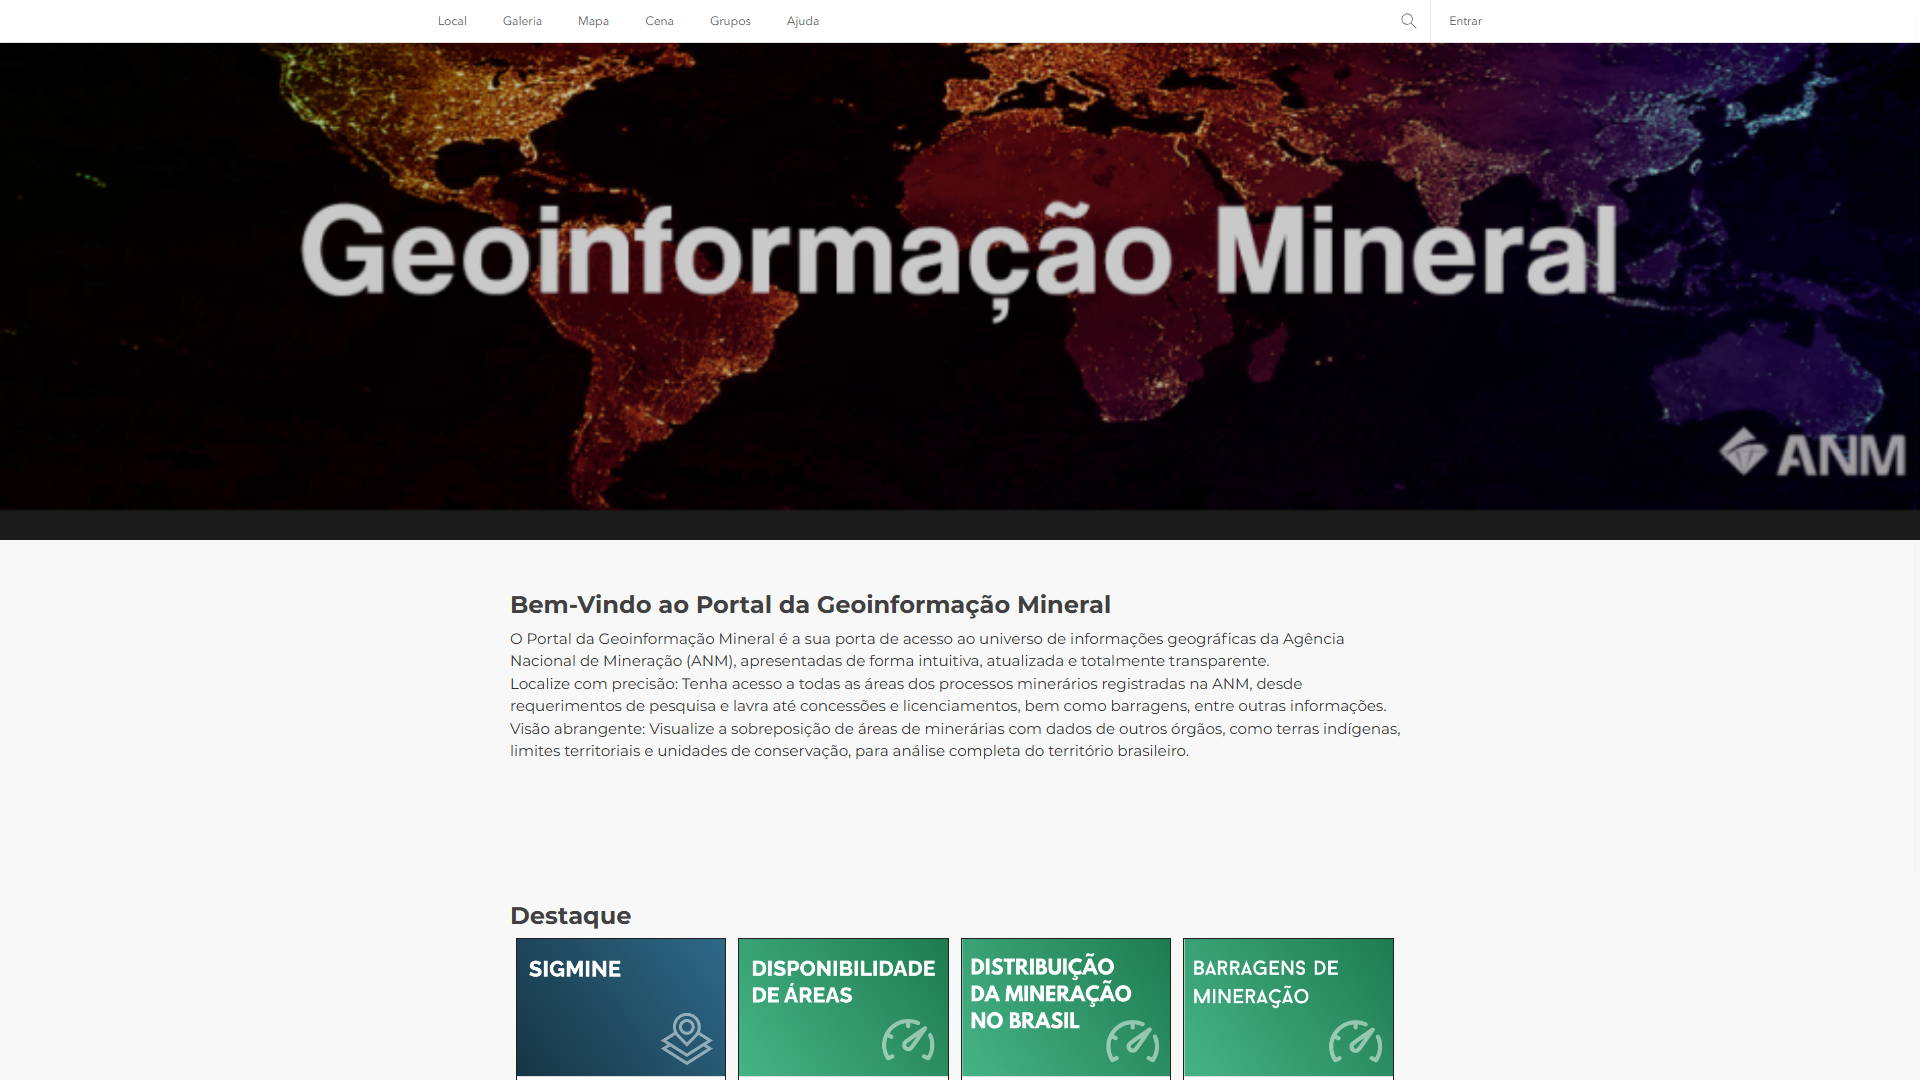 Local
Galeria
Mapa
Cena
Grupos
Ajuda
Entrar
Geoinformação Mineral
ANM
Bem-Vindo ao Portal da Geoinformação Mineral
O Portal da Geoinformação Mineral é a sua porta de acesso ao universo de informações geográficas da Agência
Nacional de Mineração (ANM), apresentadas de forma intuitiva, atualizada e totalmente transparente.
Localize com precisão: Tenha acesso a todas as áreas dos processos minerários registradas na ANM, desde
requerimentos de pesquisa e lavra até concessões e licenciamentos, bem como barragens, entre outras informações.
Visão abrangente: Visualize a sobreposição de áreas de minerárias com dados de outros órgãos, como terras indígenas,
limites territoriais e unidades de conservação, para análise completa do território brasileiro.
Destaque
SIGMINE
DISPONIBILIDADE
DE ÁREAS
DISTRIBUIÇÃO
DA MINERAÇÃO
NO BRASIL
BARRAGENS DE
MINERAÇÃO